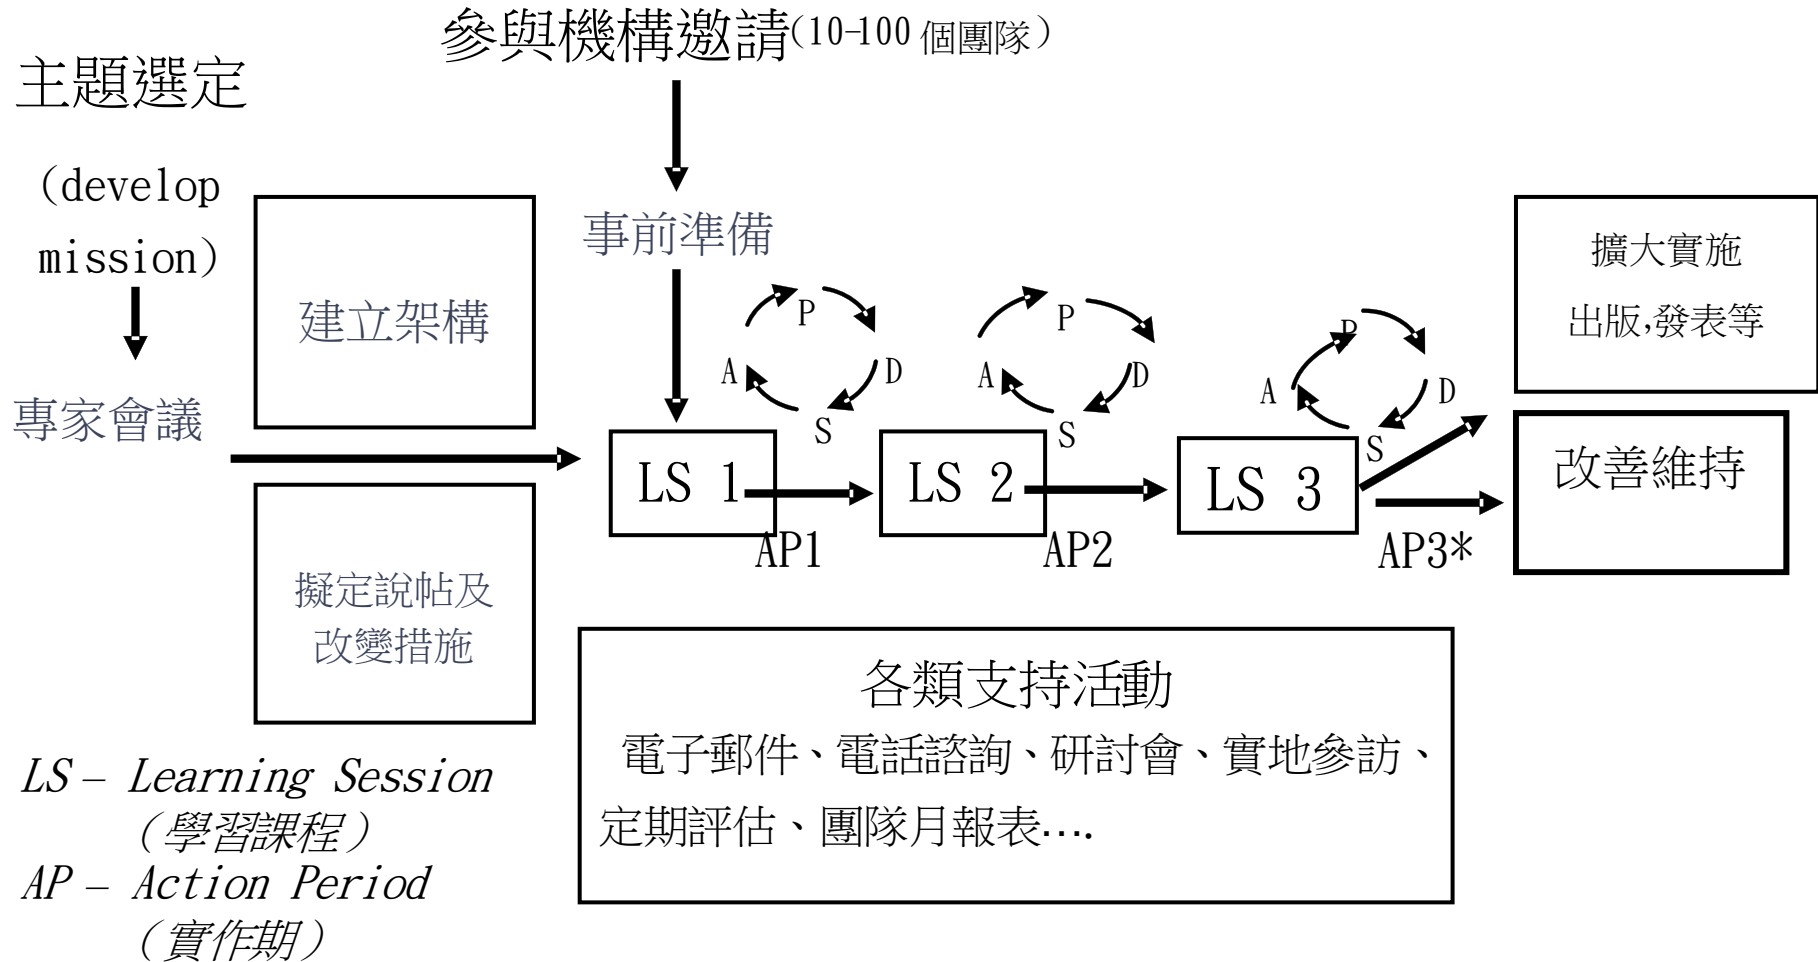 參與機構邀請(10-100 個團隊)
主題選定
(develop
mission)
事前準備
建立架構
專家會議
擬定說帖及
改變措施
P
D
S
A
P
D
S
A
P
D
S
A
LS 1
AP1
LS 2
AP2
LS 3
AP3*
擴大實施
出版,發表等
改善維持
各類支持活動
電子郵件、電話諮詢、研討會、實地參訪、
定期評估、團隊月報表….
LS – Learning Session
(學習課程)
AP – Action Period
(實作期)